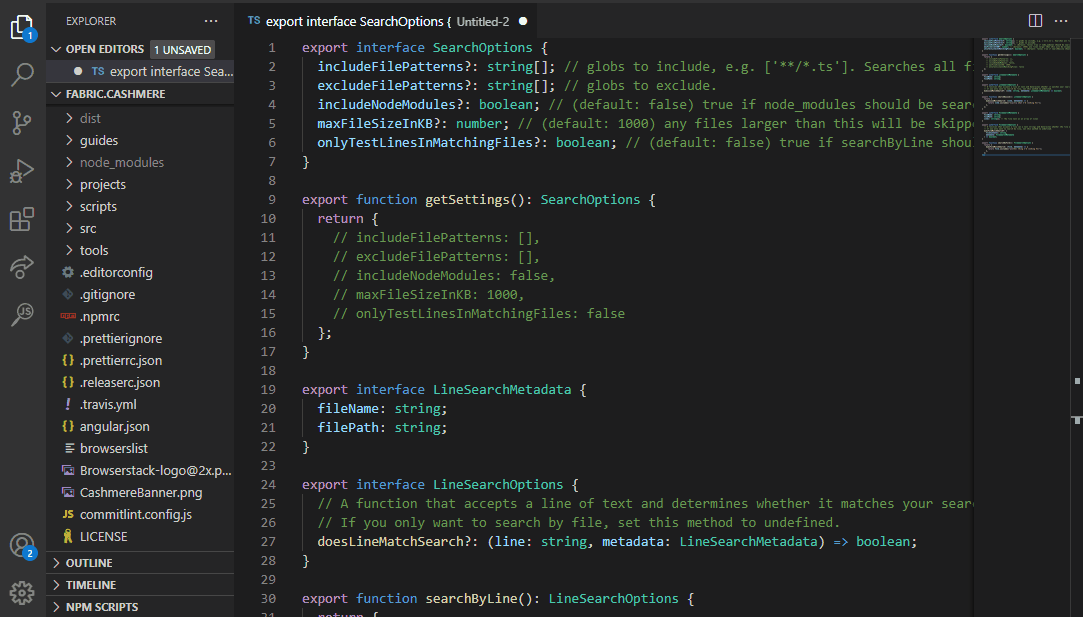 EXPLORER
OPEN EDITORS 1 UNSAVED
TS export interface Sea...
FABRIC.CASHMERE
dist
guides
node_modules
projects
scripts
src
tools
.editorconfig
.gitignore
.npmrc
.prettierignore
.prettierrc.json
.releaserc.json
.travis.yml
angular.json
browserslist
Browserstack-logo@2x.p...
CashmereBanner.png
JS commitlint.config.js
LICENSE
OUTLINE
TIMELINE
NPM SCRIPTS
1
JS
2
TS export interface SearchOptions { Untitled-2
1 export interface SearchOptions {
2 includeFilePatterns?: string[]; // globs to include, e.g. ['**/*.ts']. Searches all
3 excludeFilePatterns?: string[]; // globs to exclude.
4 includeNodeModules?: boolean; // (default: false) true if node_modules should be sear
5 maxFileSizeInKB?: number; // (default: 1000) any files larger than this will be skipp
6 onlyTestLinesInMatchingFiles?: boolean; // (default: false) true if searchByLine shou
7 }
8
9 export function getSettings(): SearchOptions {
10 return {
11 // includeFilePatterns: [],
12 // excludeFilePatterns: [],
13 // includeNodeModules: false,
14 // maxFileSizeInKB: 1000,
15 // onlyTestLinesInMatchingFiles: false
16 };
17 }
18
19 export interface LineSearchMetadata {
20 fileName: string;
21 filePath: string;
22 }
23
24 export interface LineSearchOptions {
25 // A function that accepts a line of text and determines whether it matches your sear
26 // If you only want to search by file, set this method to undefined.
27 doesLineMatchSearch?: (line: string, metadata: LineSearchMetadata) => boolean;
28 }
29
30 export function searchByLine(): LineSearchOptions {
31 return {